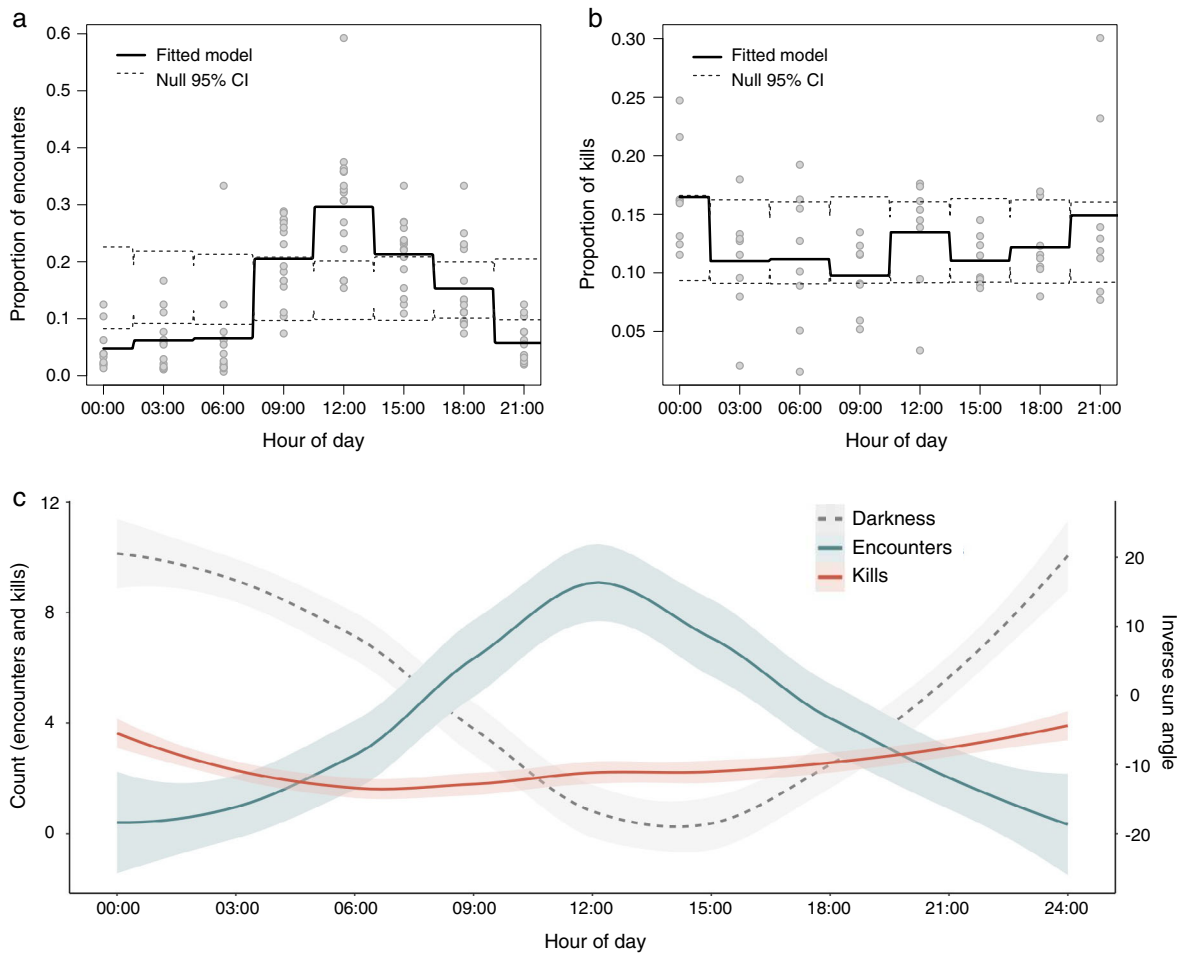 a
Proportion of encounters
0.6
0.5
0.4
0.3
0.2
0.1
0.0
Fitted model
Null 95% CI
00:00 03:00 06:00 09:00 12:00 15:00 18:00 21:00
Hour of day
b
Proportion of kills
0.30
0.25
0.20
0.15
0.10
0.05
Fitted model
Null 95% CI
00:00 03:00 06:00 09:00 12:00 15:00 18:00 21:00
Hour of day
c
Count (encounters and kills)
12
8
4
0
Darkness
Encounters
Kills
20
10
0
-10
-20
Inverse sun angle
00:00 03:00 06:00 09:00 12:00 15:00 18:00 21:00 24:00
Hour of day